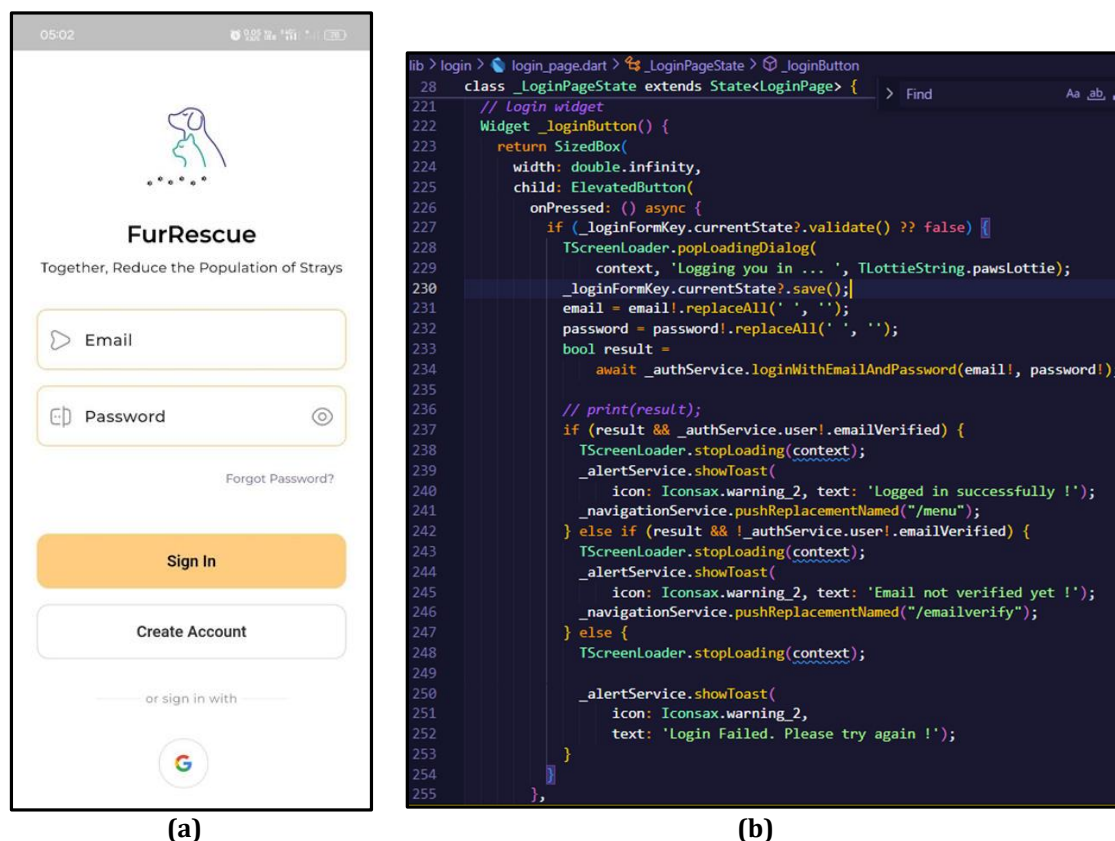 05:02
FurRescue
Together, Reduce the Population of Strays
Email
Password
Forgot Password?
Sign In
Create Account
or sign in with
G
(a)
lib > login > login_page.dart > _LoginPageState > _loginButton
28 class _LoginPageState extends State<LoginPage> {
> Find Aa ab,
221 // login widget
222 Widget _loginButton() {
223 return SizedBox(
224 width: double.infinity,
225 child: ElevatedButton(
226 onPressed: () async {
227 if (_loginFormKey.currentState?.validate() ?? false) {
228 TScreenLoader.popLoadingDialog(
229 context, 'Logging you in ... ', TLottieString.pawsLottie);
230 _loginFormKey.currentState?.save();
231 email = email!.replaceAll(' ', '');
232 password = password!.replaceAll(' ', '');
233 bool result =
234 await _authService.loginWithEmailAndPassword(email!, password!);
235
236 // print(result);
237 if (result && _authService.user!.emailVerified) {
238 TScreenLoader.stopLoading(context);
239 _alertService.showToast(
240 icon: Iconsax.warning_2, text: 'Logged in successfully !');
241 _navigationService.pushReplacementNamed("/menu");
242 } else if (result && !_authService.user!.emailVerified) {
243 TScreenLoader.stopLoading(context);
244 _alertService.showToast(
245 icon: Iconsax.warning_2, text: 'Email not verified yet !');
246 _navigationService.pushReplacementNamed("/emailverify");
247 } else {
248 TScreenLoader.stopLoading(context);
249
250 _alertService.showToast(
251 icon: Iconsax.warning_2,
252 text: 'Login Failed. Please try again !');
253 }
254 }
255 },
(b)